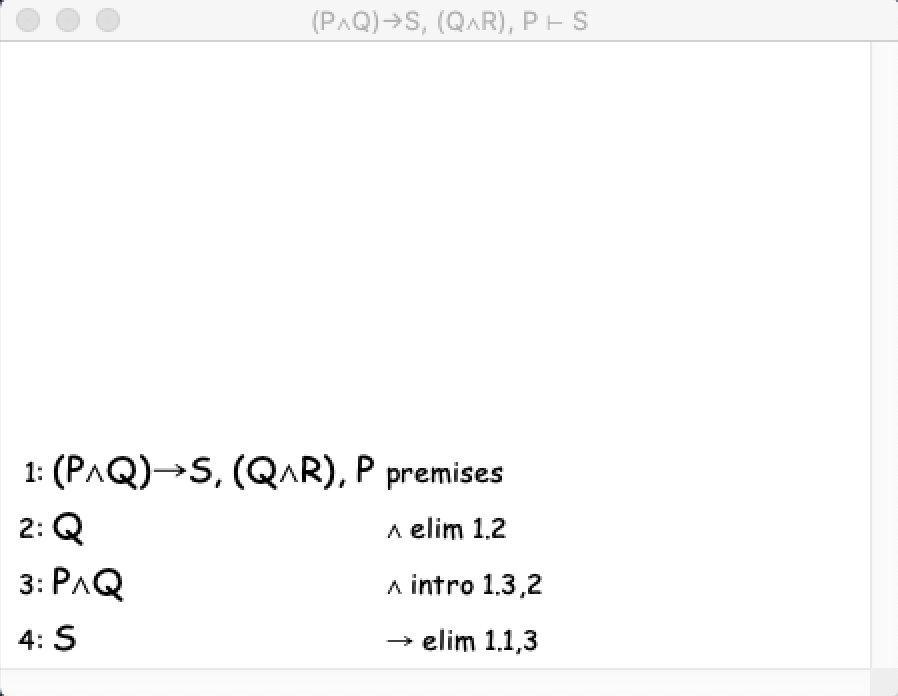 (P∧Q)→S, (Q∧R), P ⊢ S
1: (P∧Q)→S, (Q∧R), P premises
2: Q ∧ elim 1.2
3: P∧Q ∧ intro 1.3,2
4: S → elim 1.1,3